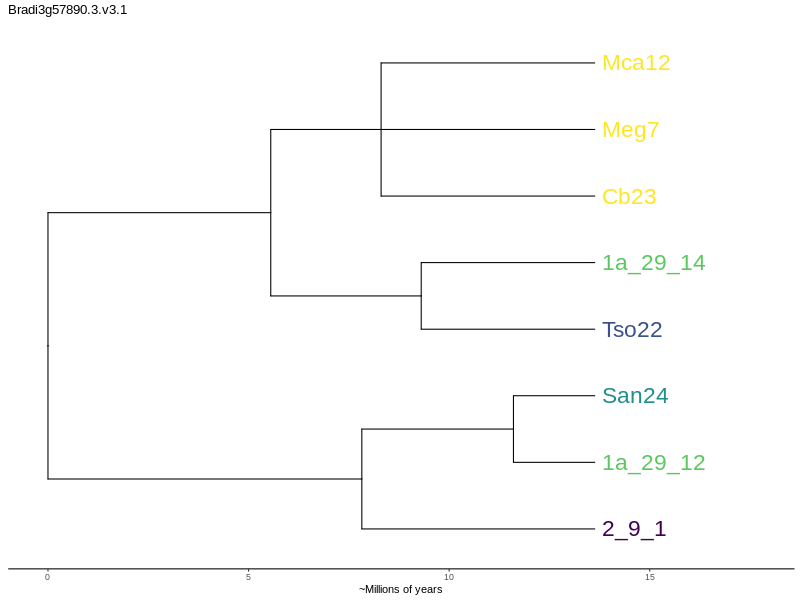 Bradi3g57890.3.v3.1
Mca12
Meg7
Cb23
1a_29_14
Tso22
San24
1a_29_12
2_9_1
0 5 10 15
~Millions of years